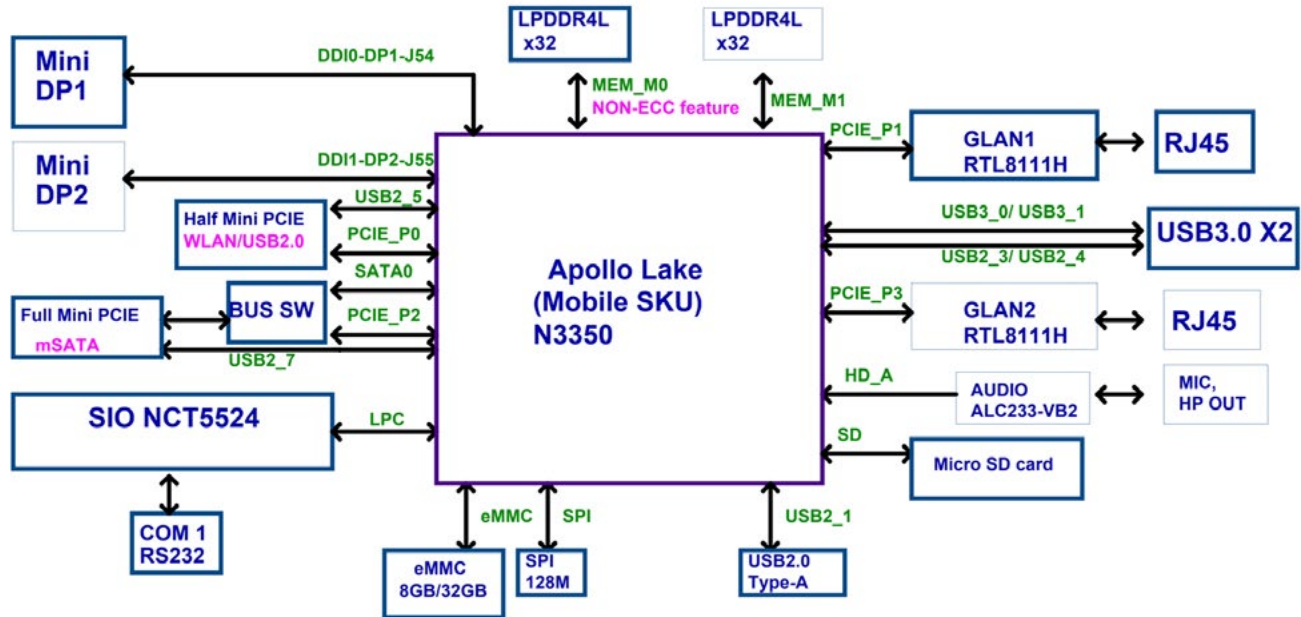 LPDDR4L
x32
LPDDR4L
x32
Mini
DP1
DDI0-DP1-J54
MEM_M0
NON-ECC feature
MEM_M1
Mini
DP2
DDI1-DP2-J55
PCIE_P1
GLAN1
RTL8111H
RJ45
Half Mini PCIE
WLAN/USB2.0
USB2_5
PCIE_P0
USB3_0/ USB3_1
USB2_3/ USB2_4
USB3.0 X2
Apollo Lake
(Mobile SKU)
N3350
Full Mini PCIE
mSATA
BUS SW
SATA0
PCIE_P2
USB2_7
PCIE_P3
GLAN2
RTL8111H
RJ45
SIO NCT5524
LPC
HD_A
AUDIO
ALC233-VB2
MIC,
HP OUT
SD
Micro SD card
COM 1
RS232
eMMC
SPI
USB2_1
eMMC
8GB/32GB
SPI
128M
USB2.0
Type-A